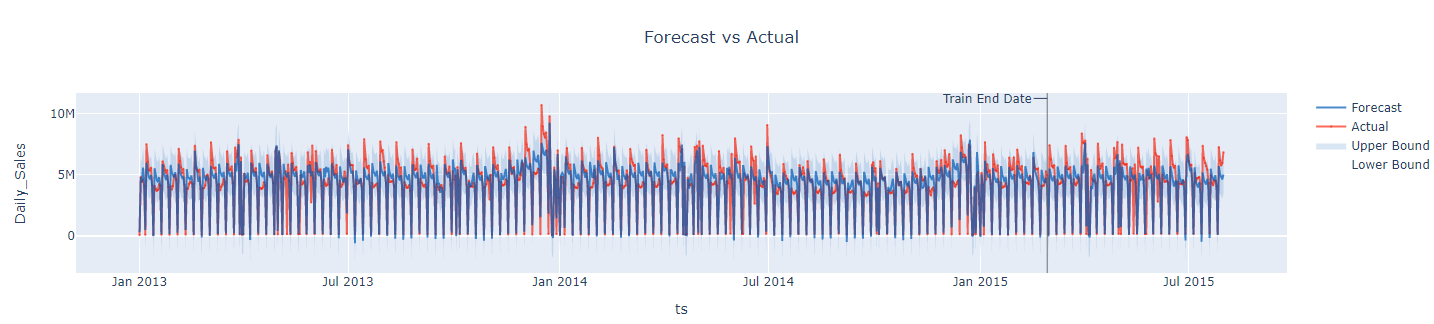 Forecast vs Actual
Train End Date
Forecast
Actual
Upper Bound
Lower Bound
10M
5M
0
Daily_Sales
Jan 2013
Jul 2013
Jan 2014
Jul 2014
Jan 2015
Jul 2015
ts